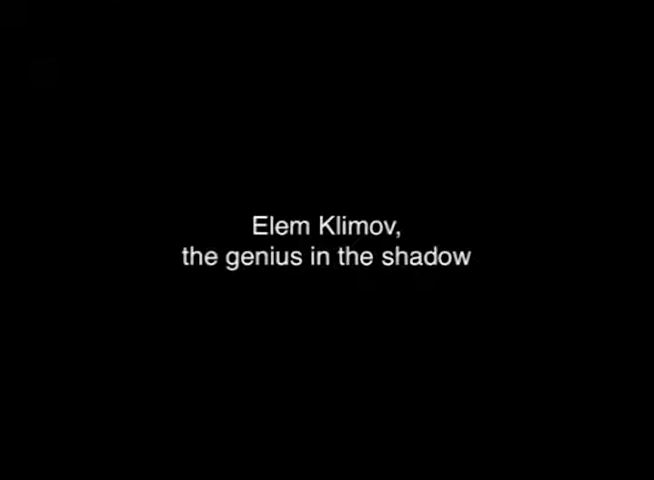 Elem Klimov,
the genius in the shadow